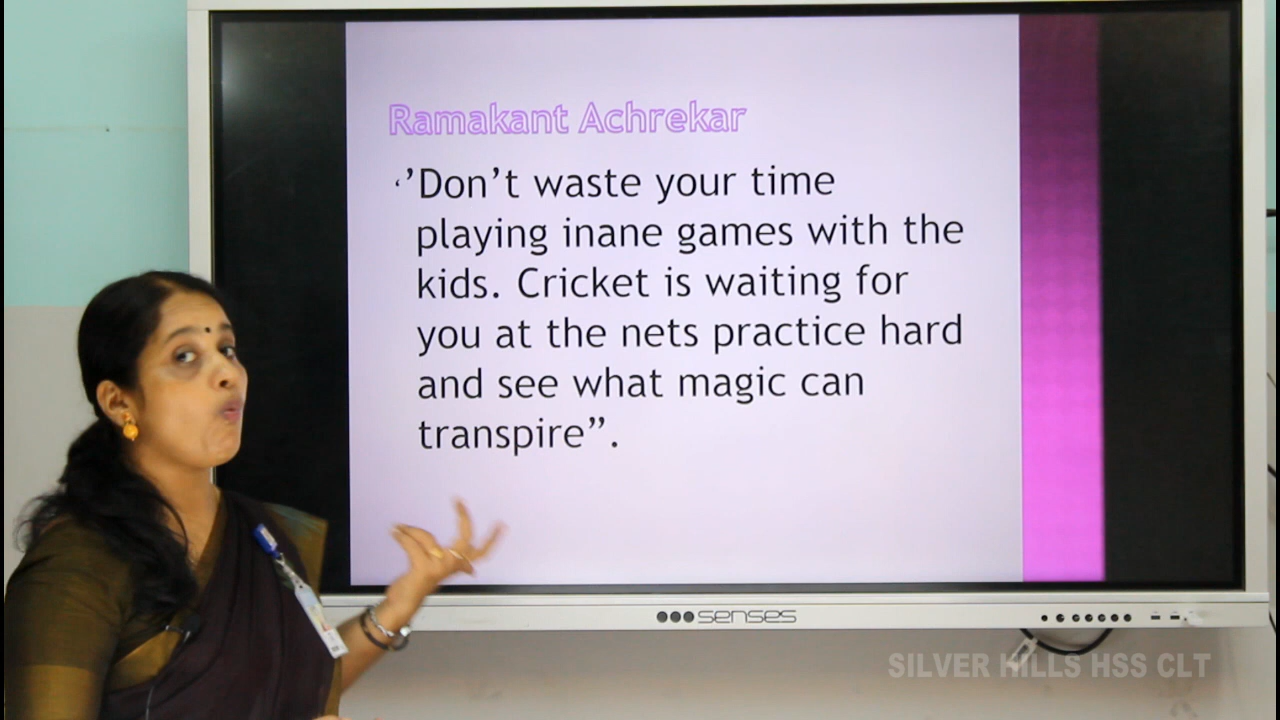 Ramakant Achrekar
‘’Don’t waste your time
playing inane games with the
kids. Cricket is waiting for
you at the nets practice hard
and see what magic can
transpire”.
senses
SILVER HILLS HSS CLT